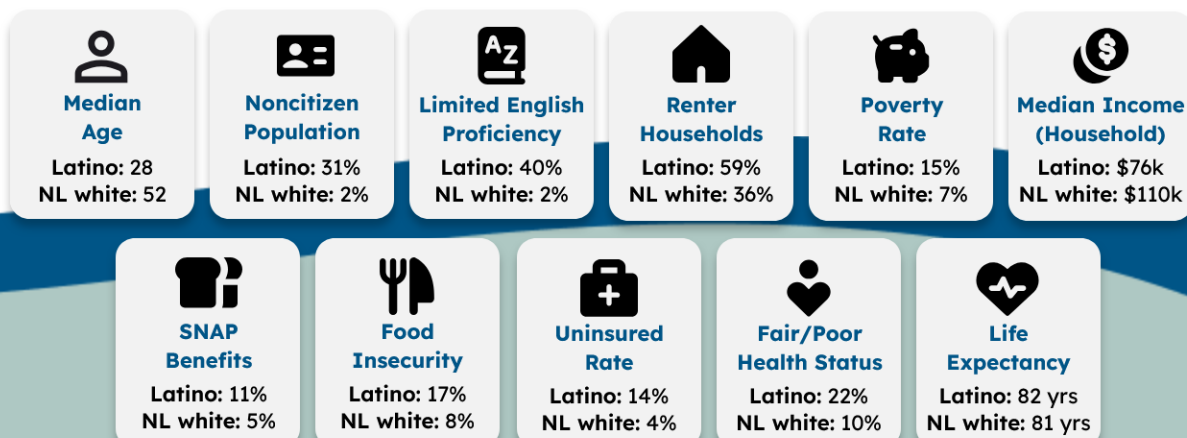 Median
Age
Latino: 28
NL white: 52
Noncitizen
Population
Latino: 31%
NL white: 2%
AZ
Limited English
Proficiency
Latino: 40%
NL white: 2%
Renter
Households
Latino: 59%
NL white: 36%
Poverty
Rate
Latino: 15%
NL white: 7%
$
Median Income
(Household)
Latino: $76k
NL white: $110k
SNAP
Benefits
Latino: 11%
NL white: 5%
Food
Insecurity
Latino: 17%
NL white: 8%
Uninsured
Rate
Latino: 14%
NL white: 4%
Fair/Poor
Health Status
Latino: 22%
NL white: 10%
Life
Expectancy
Latino: 82 yrs
NL white: 81 yrs